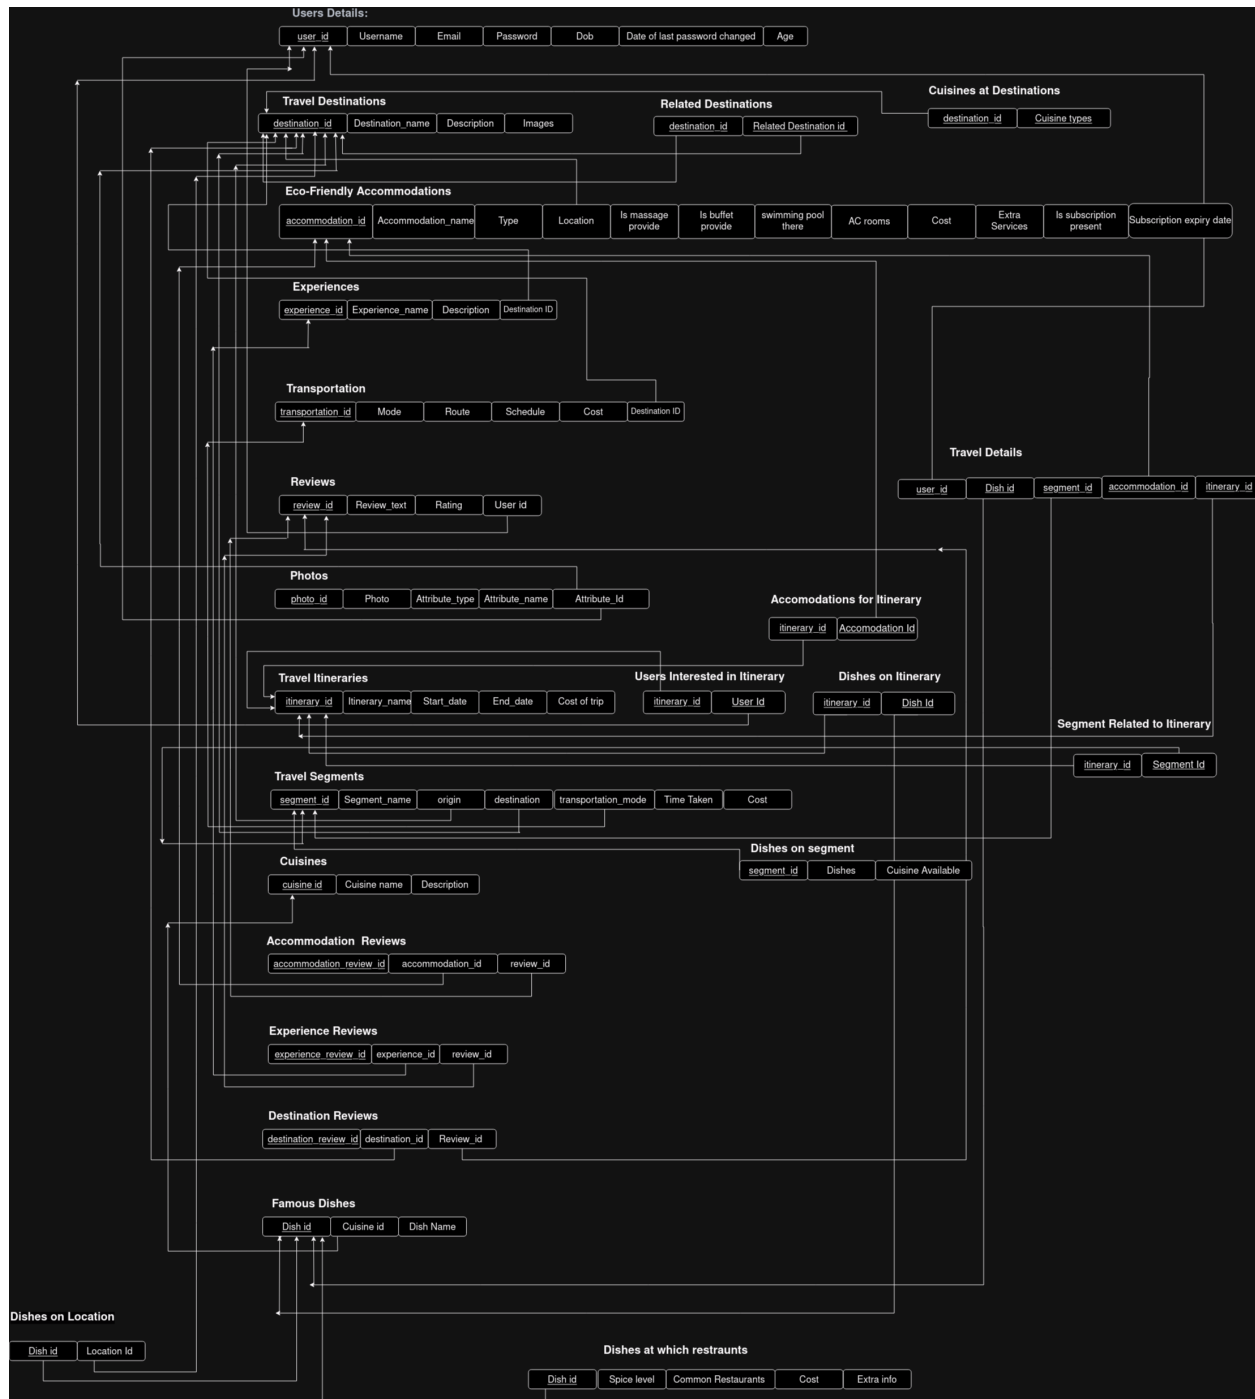 Users Details:
user_id Username Email Password Dob Date of last password changed Age
Travel Destinations
destination_id Destination_name Description Images
Related Destinations
destination_id Related Destination id
Cuisines at Destinations
destination_id Cuisine types
Eco-Friendly Accommodations
accommodation_id Accommodation_name Type Location Is massage provide Is buffet provide swimming pool there AC rooms Cost Extra Services Is subscription present Subscription expiry date
Experiences
experience_id Experience_name Description Destination ID
Transportation
transportation_id Mode Route Schedule Cost Destination ID
Travel Details
user_id Dish id segment_id accommodation_id itinerary_id
Reviews
review_id Review_text Rating User id
Photos
photo_id Photo Attribute_type Attribute_name Attribute_Id
Accomodations for Itinerary
itinerary_id Accomodation Id
Travel Itineraries
itinerary_id Itinerary_name Start_date End_date Cost of trip
Users Interested in Itinerary
itinerary_id User Id
Dishes on Itinerary
itinerary_id Dish Id
Segment Related to Itinerary
itinerary_id Segment Id
Travel Segments
segment_id Segment_name origin destination transportation_mode Time Taken Cost
Dishes on segment
segment_id Dishes Cuisine Available
Cuisines
cuisine id Cuisine name Description
Accommodation Reviews
accommodation_review_id accommodation_id review_id
Experience Reviews
experience_review_id experience_id review_id
Destination Reviews
destination_review_id destination_id Review_id
Famous Dishes
Dish id Cuisine id Dish Name
Dishes on Location
Dish id Location Id
Dishes at which restraunts
Dish id Spice level Common Restaurants Cost Extra info